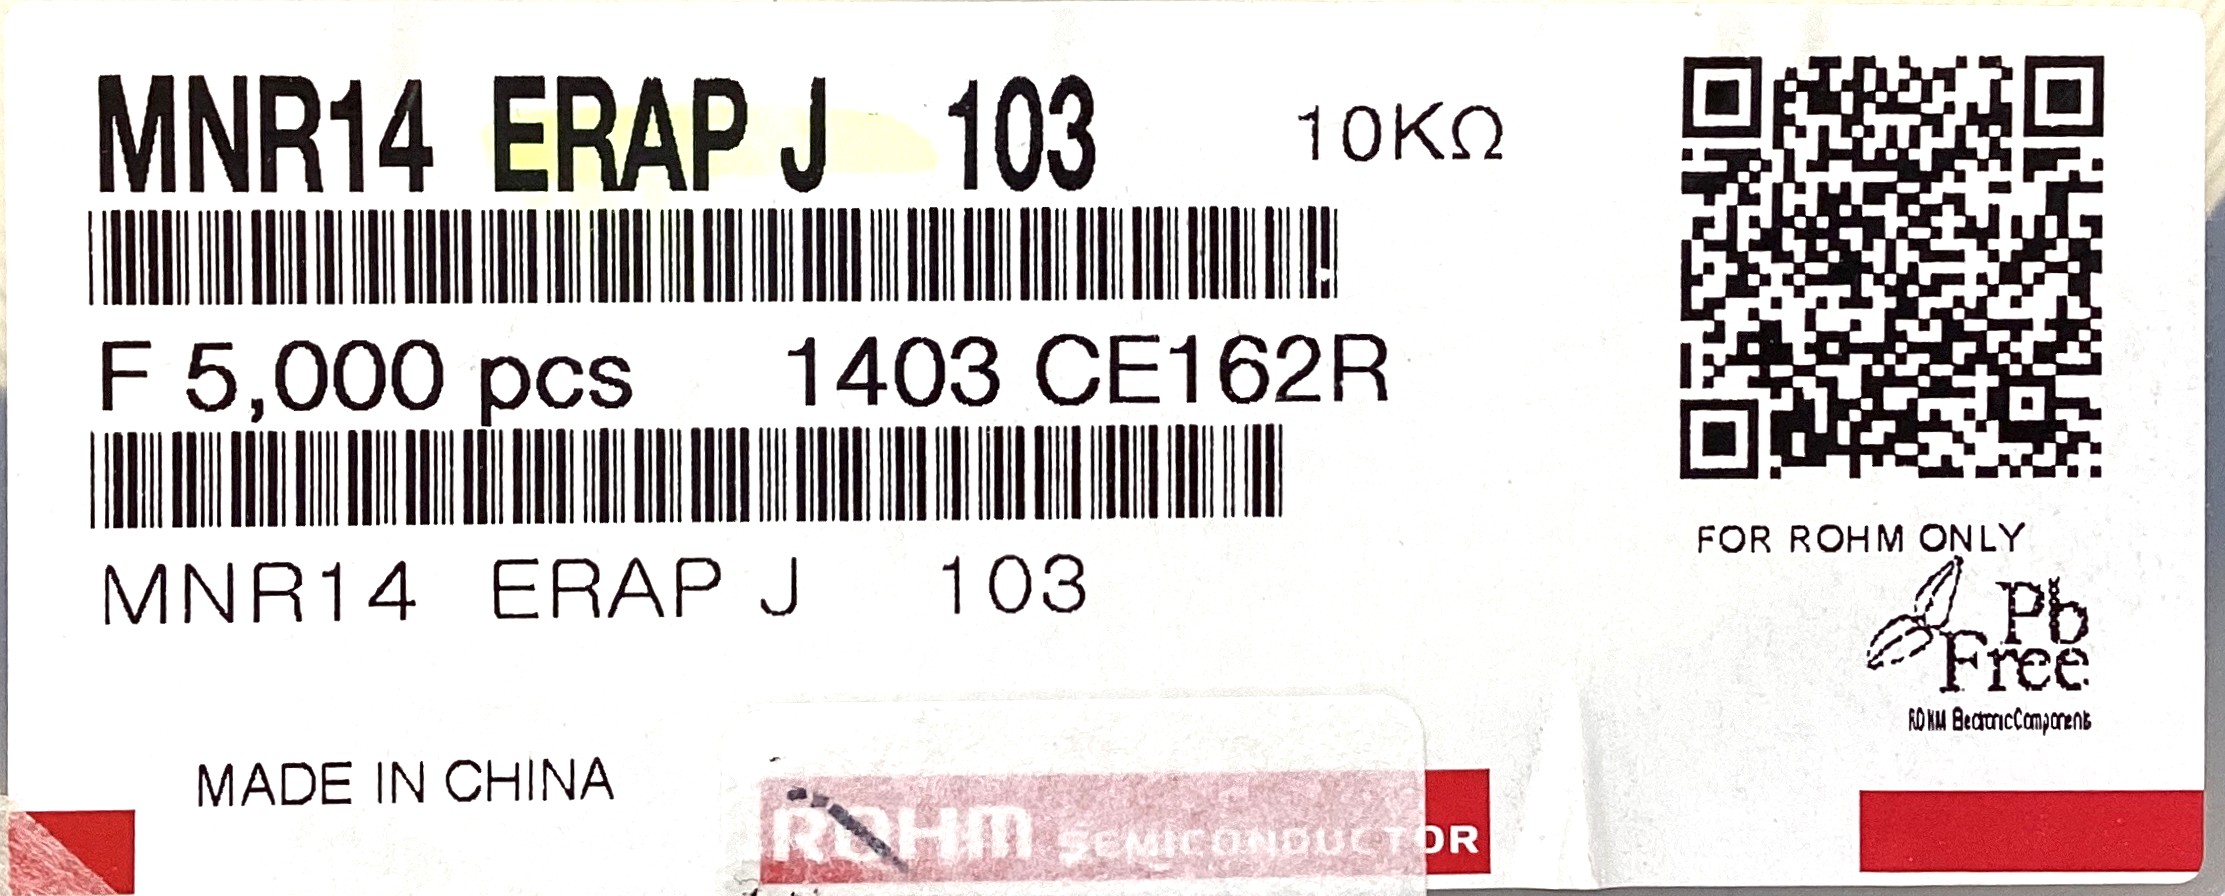 MNR14 ERAP J 103 10KΩ
F 5,000 pcs 1403 CE162R
MNR14 ERAP J 103
FOR ROHM ONLY
Pb
Free
ROHM Electronic Components
MADE IN CHINA
ROHM SEMICONDUCTOR